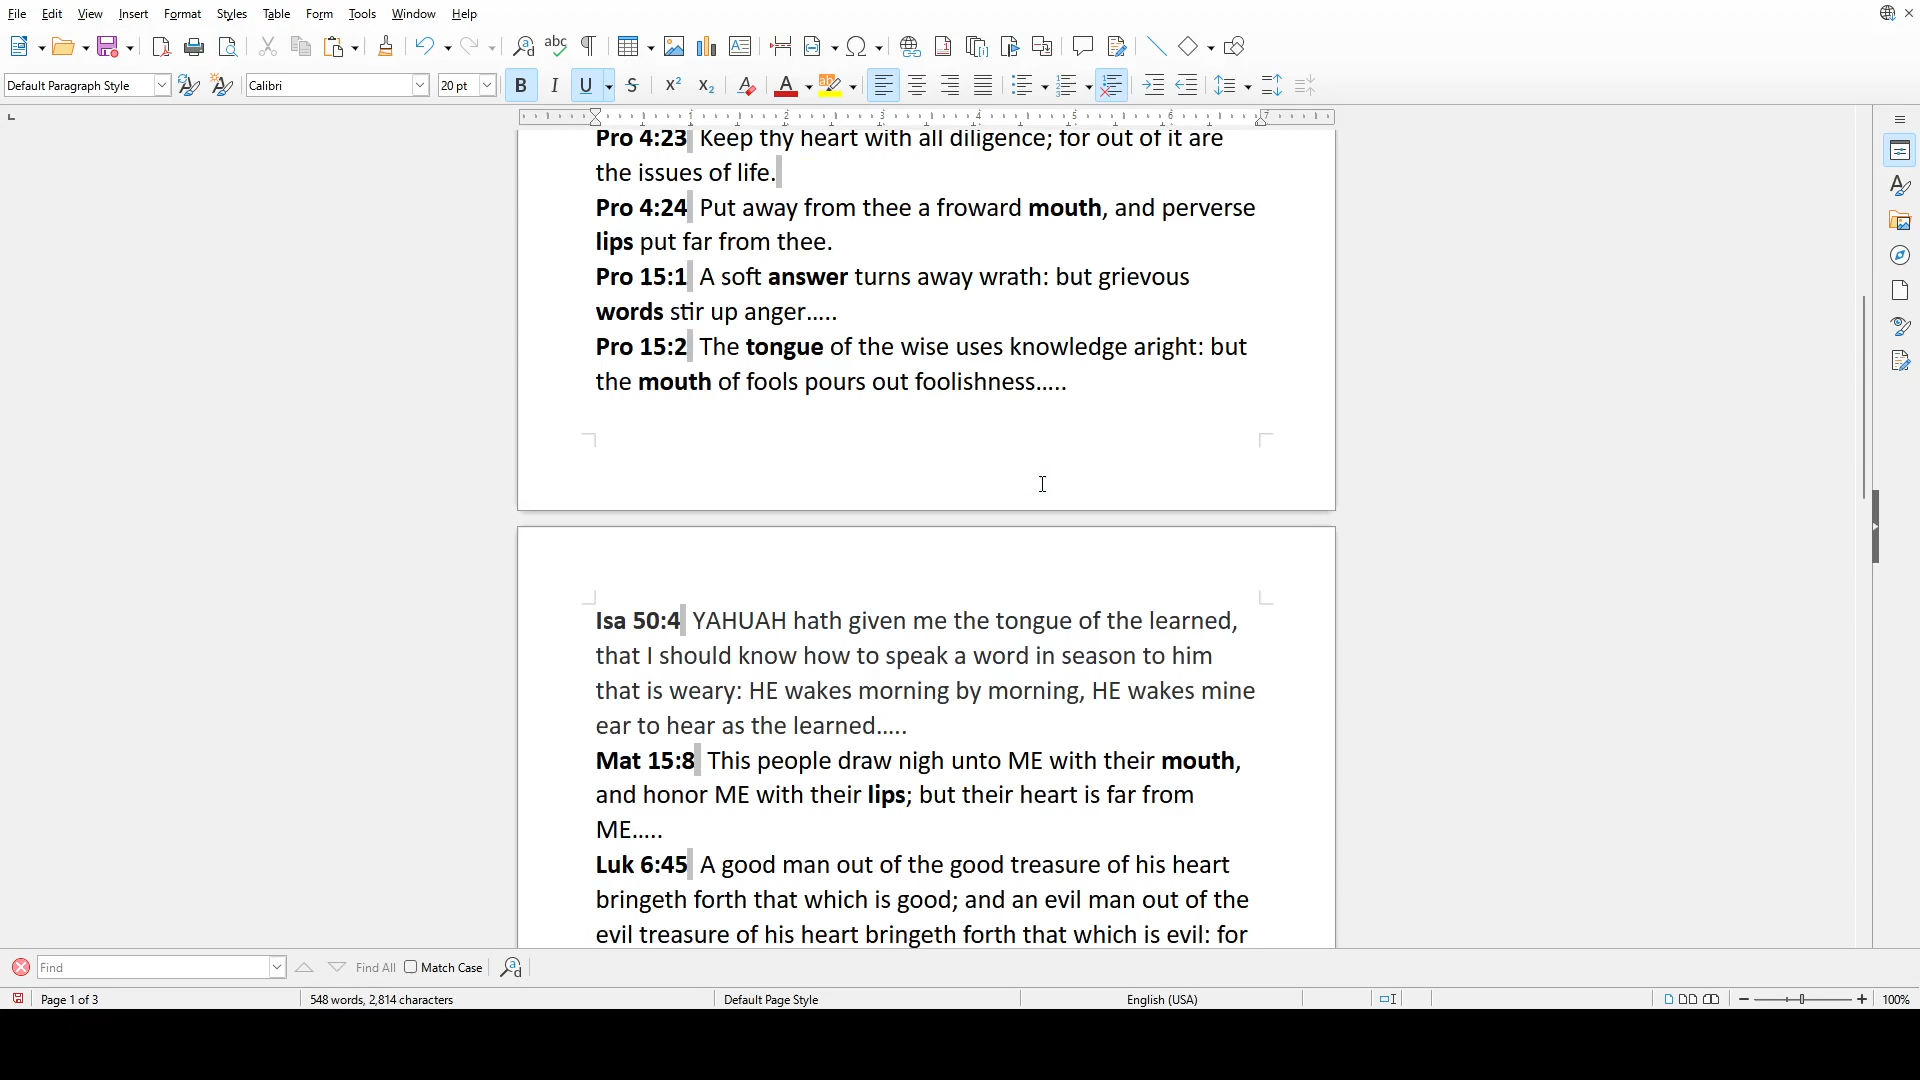 File Edit View Insert Format Styles Table Form Tools Window Help
Default Paragraph Style Calibri 20 pt
Pro 4:23 Keep thy heart with all diligence; for out of it are
the issues of life.
Pro 4:24 Put away from thee a froward mouth, and perverse
lips put far from thee.
Pro 15:1 A soft answer turns away wrath: but grievous
words stir up anger.....
Pro 15:2 The tongue of the wise uses knowledge aright: but
the mouth of fools pours out foolishness.....
Isa 50:4 YAHUAH hath given me the tongue of the learned,
that I should know how to speak a word in season to him
that is weary: HE wakes morning by morning, HE wakes mine
ear to hear as the learned.....
Mat 15:8 This people draw nigh unto ME with their mouth,
and honor ME with their lips; but their heart is far from
ME.....
Luk 6:45 A good man out of the good treasure of his heart
bringeth forth that which is good; and an evil man out of the
evil treasure of his heart bringeth forth that which is evil: for
Find Find All Match Case
Page 1 of 3 548 words, 2,814 characters Default Page Style English (USA) 100%